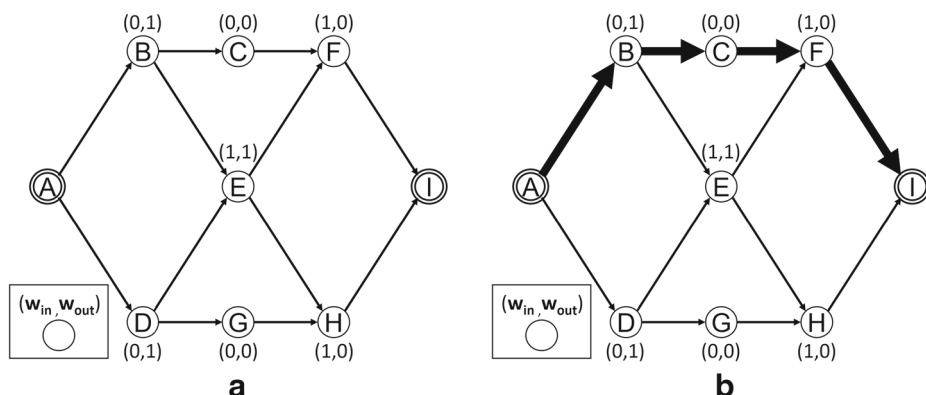 (0,1) (0,0) (1,0)
B C F
(1,1)
A E I
(w_in, w_out)
D G H
(0,1) (0,0) (1,0)
a
(0,1) (0,0) (1,0)
B C F
(1,1)
A E I
(w_in, w_out)
D G H
(0,1) (0,0) (1,0)
b